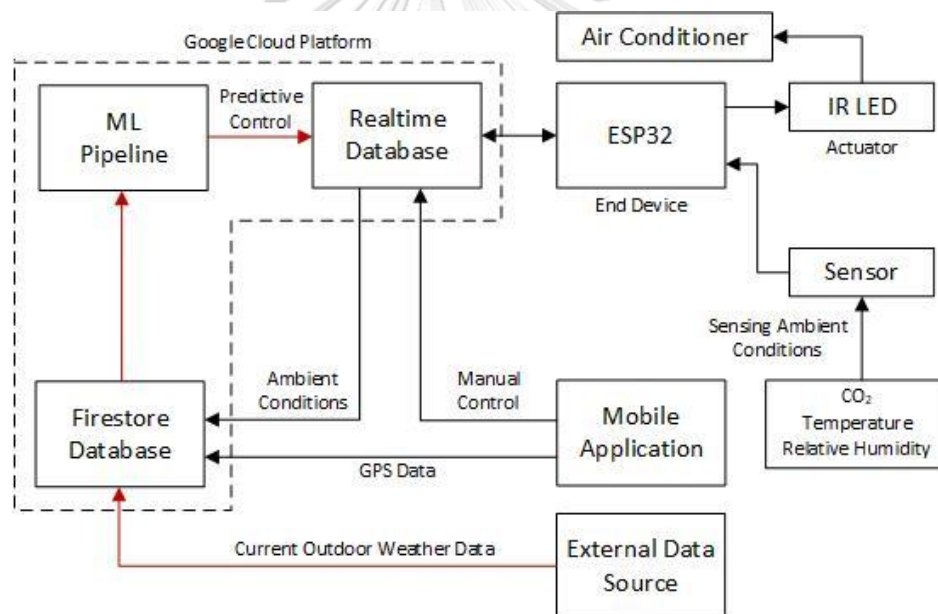 Google Cloud Platform
Air Conditioner
ML
Pipeline
Predictive
Control
Realtime
Database
ESP32
End Device
IR LED
Actuator
Sensor
Sensing Ambient
Conditions
CO₂
Temperature
Relative Humidity
Ambient
Conditions
Manual
Control
Firestore
Database
Mobile
Application
GPS Data
Current Outdoor Weather Data
External Data
Source